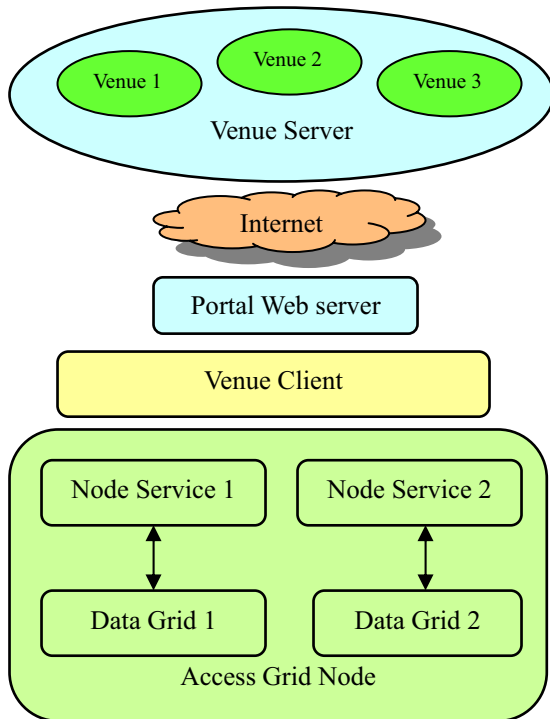 Venue 1
Venue 2
Venue 3
Venue Server
Internet
Portal Web server
Venue Client
Node Service 1
Node Service 2
Data Grid 1
Data Grid 2
Access Grid Node